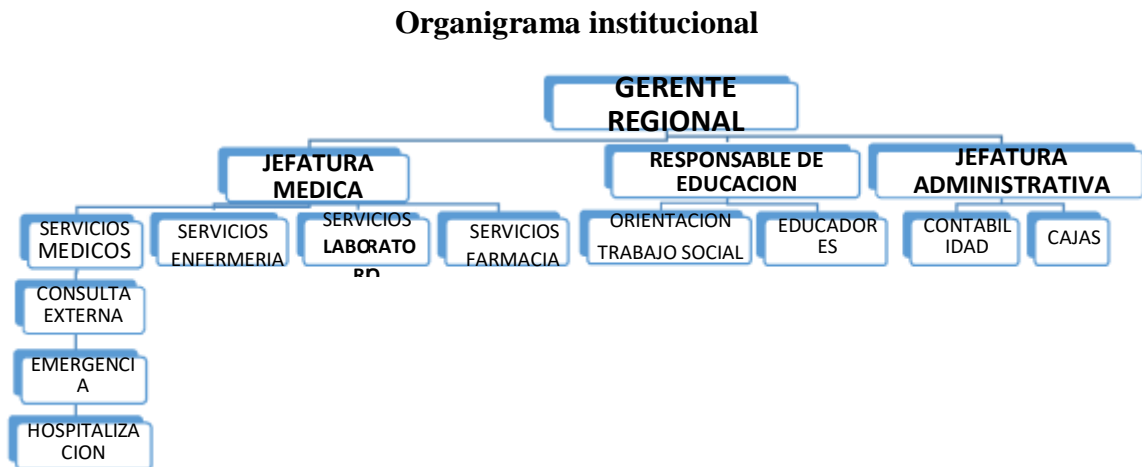 Organigrama institucional
GERENTE
REGIONAL
JEFATURA
MEDICA
RESPONSABLE DE
EDUCACION
JEFATURA
ADMINISTRATIVA
SERVICIOS
MEDICOS
SERVICIOS
ENFERMERIA
SERVICIOS
LABORATO
RIO
SERVICIOS
FARMACIA
ORIENTACION
TRABAJO SOCIAL
EDUCADOR
ES
CONTABIL
IDAD
CAJAS
CONSULTA
EXTERNA
EMERGENCI
A
HOSPITALIZA
CION